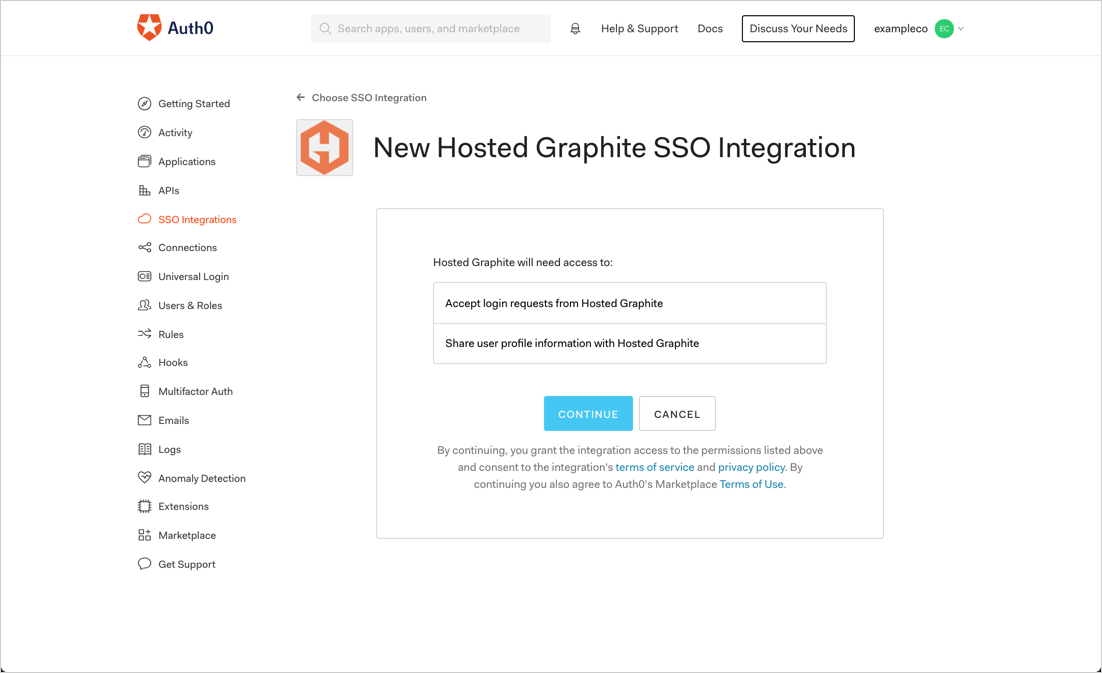 Auth0
Search apps, users, and marketplace
Help & Support
Docs
Discuss Your Needs
exampleco
EC
Getting Started
Activity
Applications
APIs
SSO Integrations
Connections
Universal Login
Users & Roles
Rules
Hooks
Multifactor Auth
Emails
Logs
Anomaly Detection
Extensions
Marketplace
Get Support
Choose SSO Integration
New Hosted Graphite SSO Integration
Hosted Graphite will need access to:
Accept login requests from Hosted Graphite
Share user profile information with Hosted Graphite
CONTINUE
CANCEL
By continuing, you grant the integration access to the permissions listed above
and consent to the integration's terms of service and privacy policy. By
continuing you also agree to Auth0's Marketplace Terms of Use.